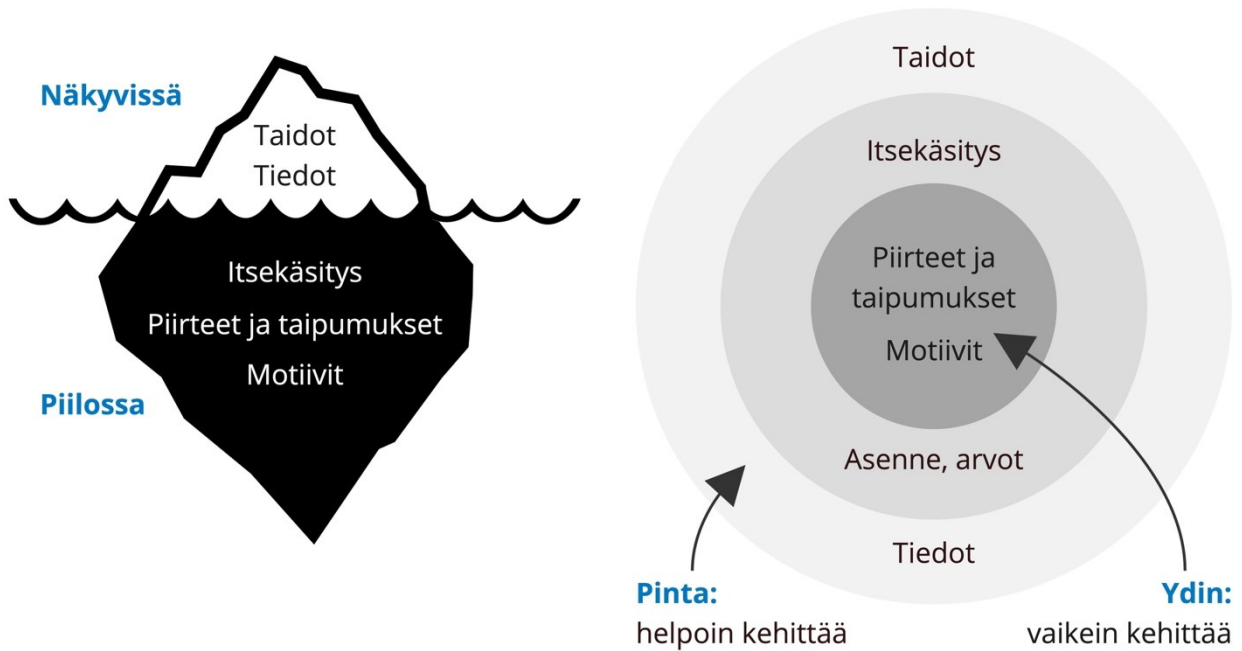 Näkyvissä
Taidot
Tiedot
Itsekäsitys
Piirteet ja taipumukset
Motiivit
Piilossa
Taidot
Itsekäsitys
Piirteet ja
taipumukset
Motiivit
Asenne, arvot
Tiedot
Pinta:
helpoin kehittää
Ydin:
vaikein kehittää